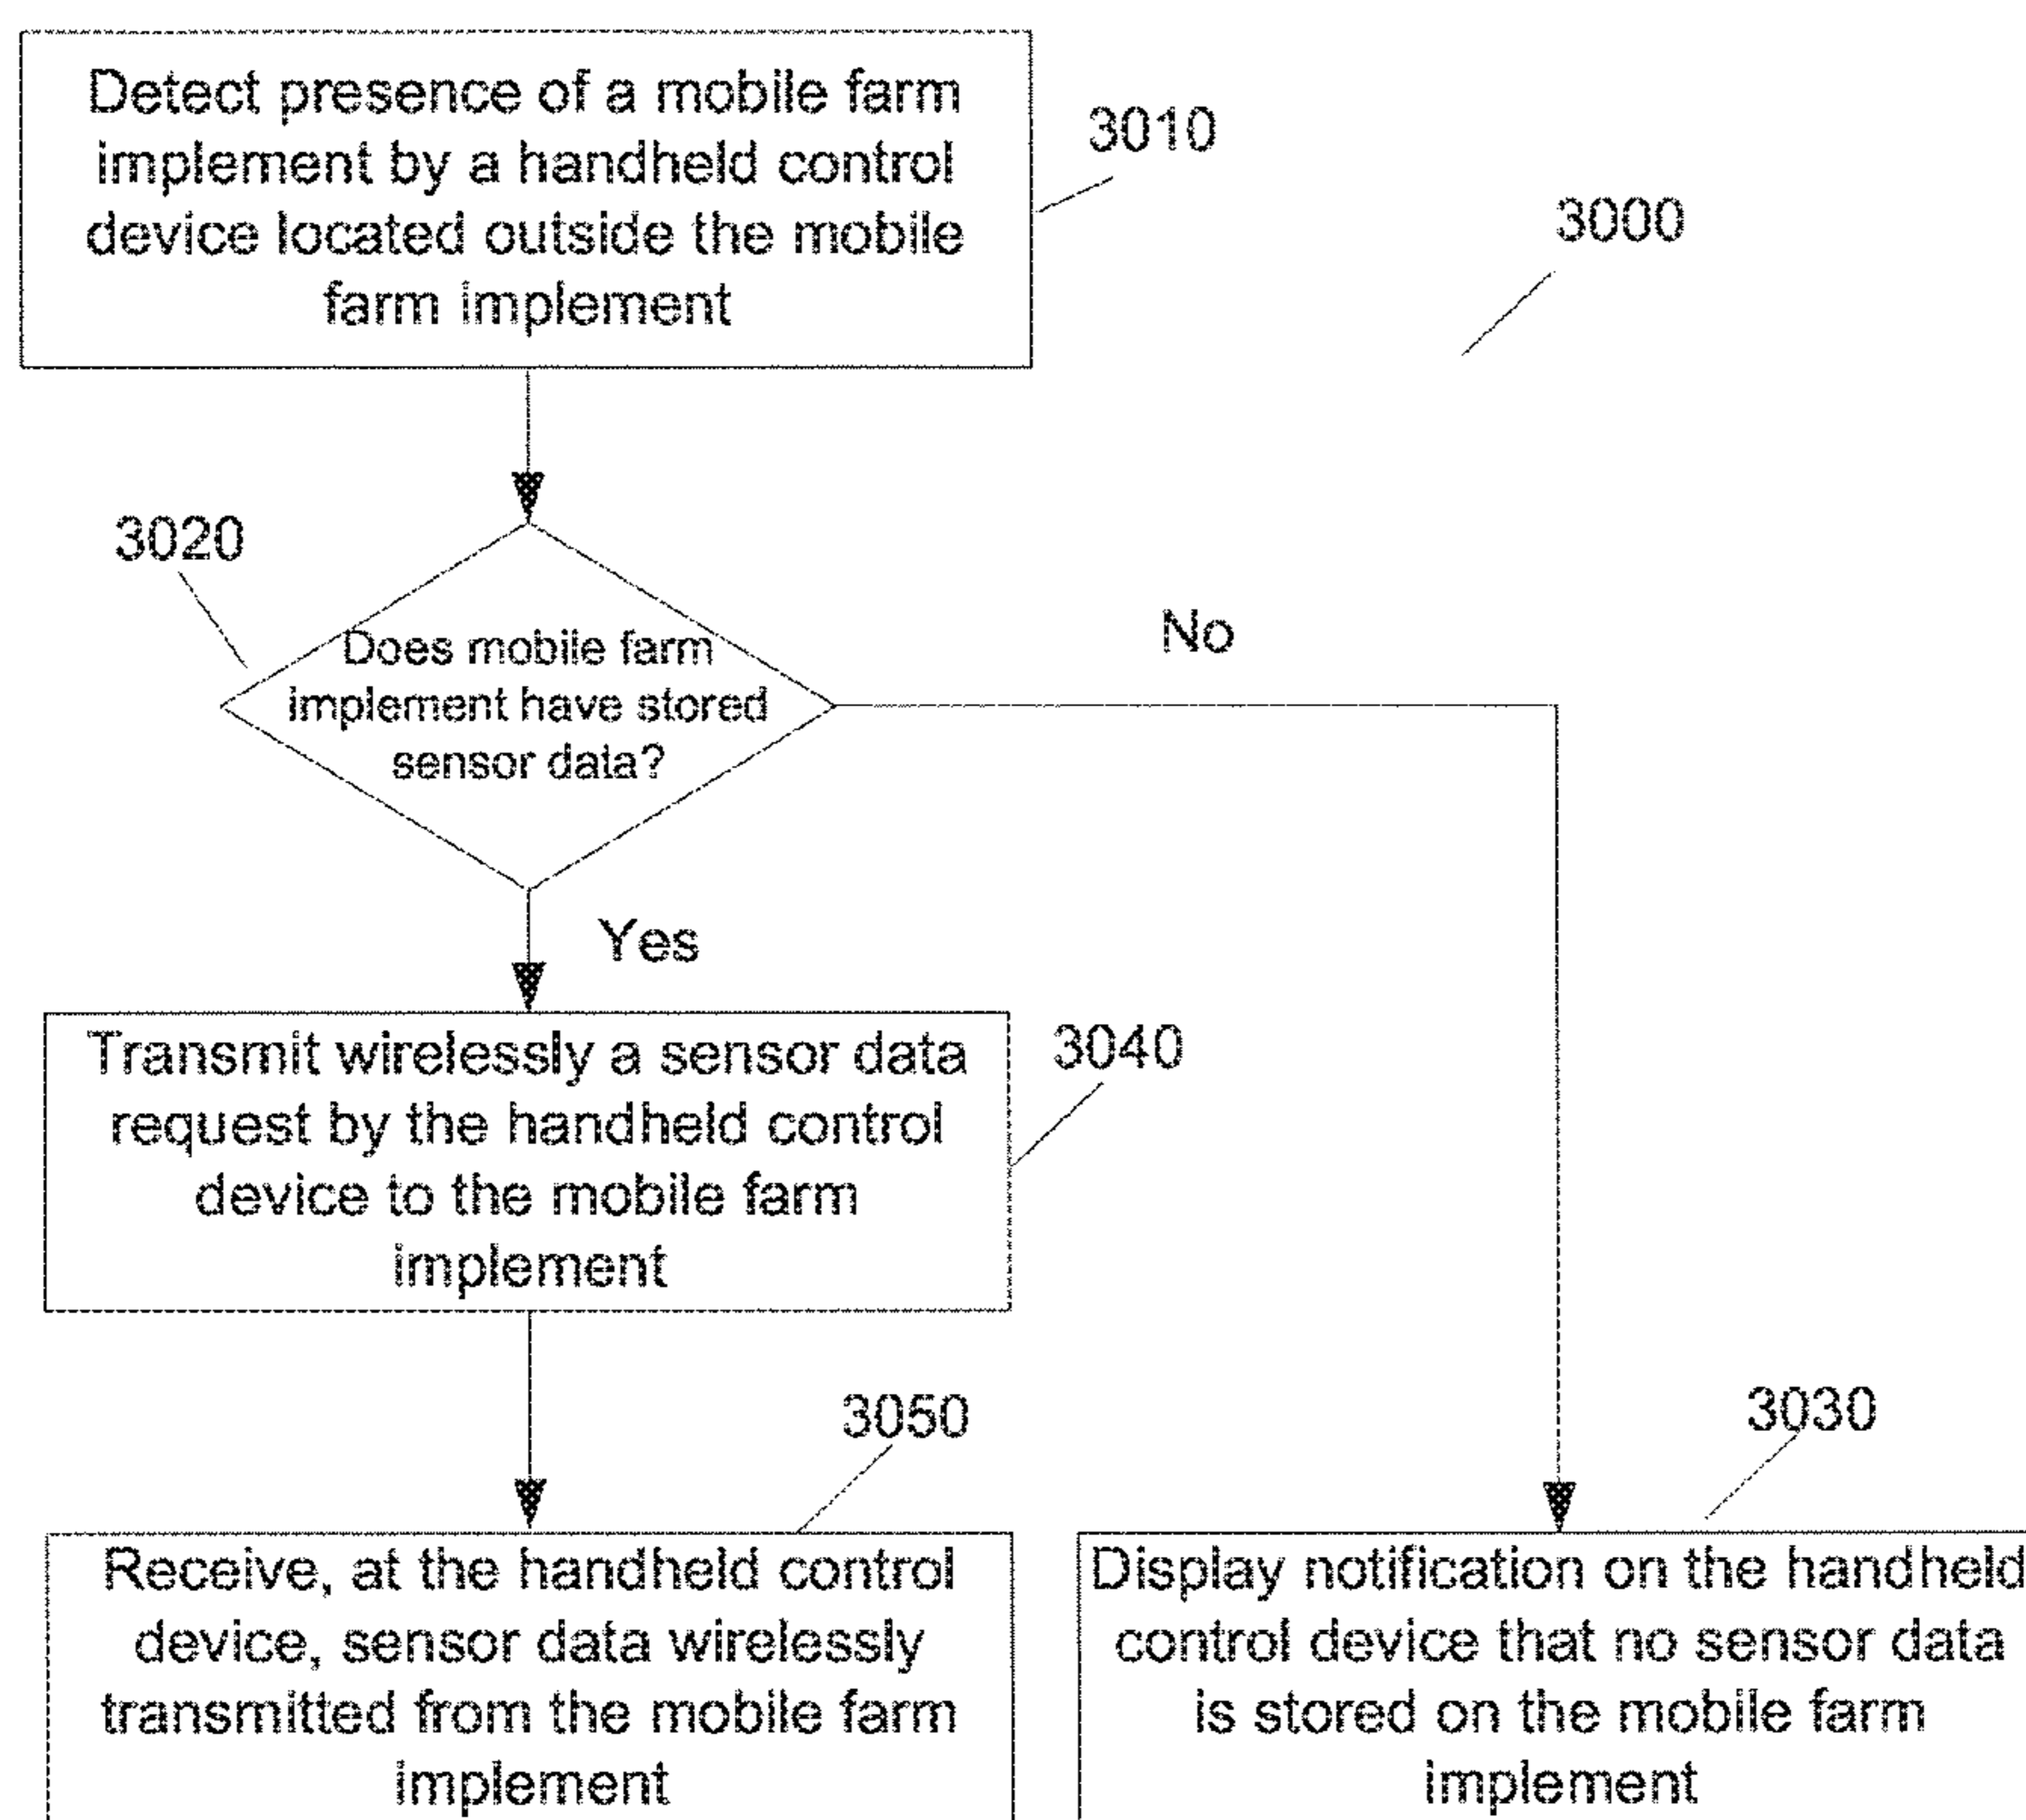 Detect presence of a mobile farm
implement by a handheld control
device located outside the mobile
farm implement
3010
3000
3020
Does mobile farm
implement have stored
sensor data?
No
Yes
Transmit wirelessly a sensor data
request by the handheld control
device to the mobile farm
implement
3040
3050
Receive, at the handheld control
device, sensor data wirelessly
transmitted from the mobile farm
implement
3030
Display notification on the handheld
control device that no sensor data
is stored on the mobile farm
implement